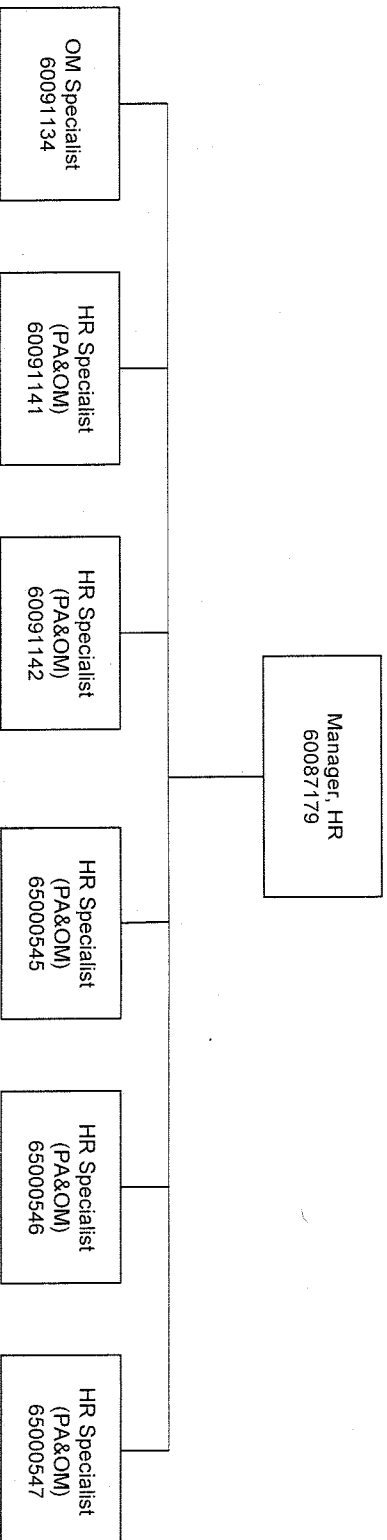 Manager, HR
60087179
OM Specialist
60091134
HR Specialist
(PA&OM)
60091141
HR Specialist
(PA&OM)
60091142
HR Specialist
(PA&OM)
65000545
HR Specialist
(PA&OM)
65000546
HR Specialist
(PA&OM)
65000547